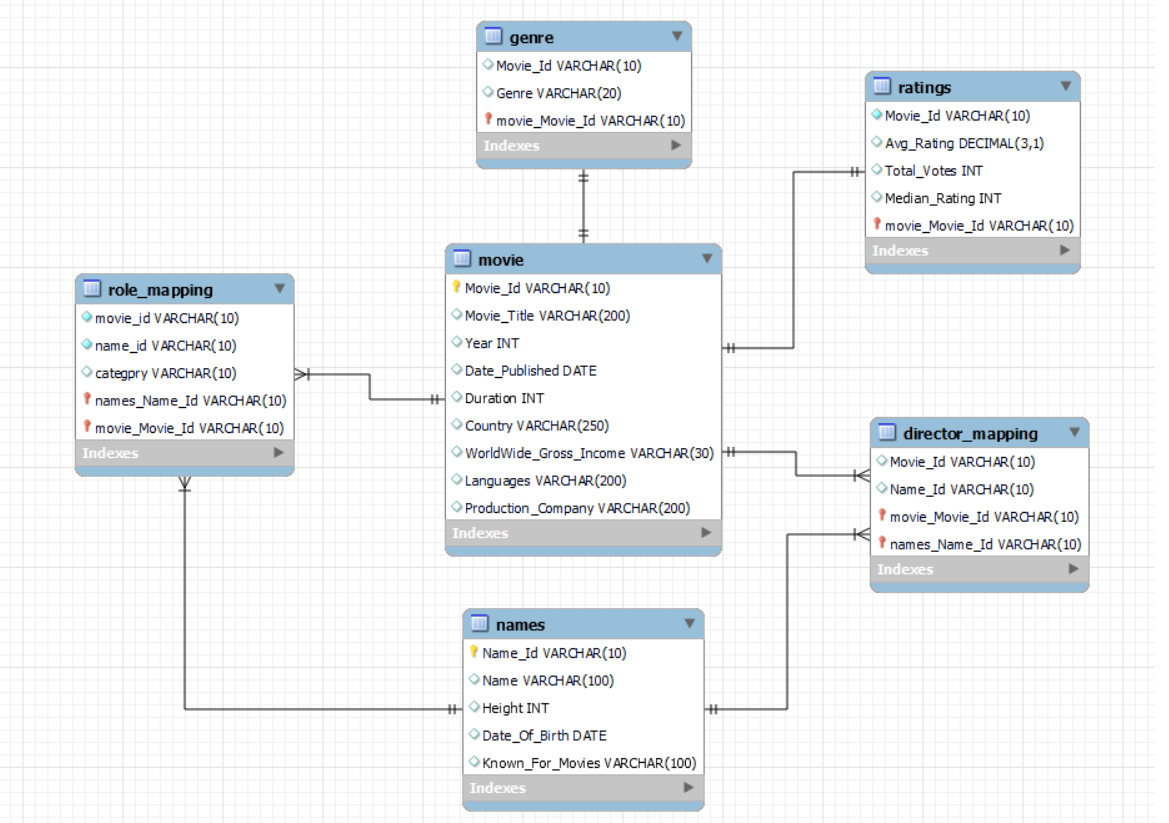 genre
Movie_Id VARCHAR(10)
Genre VARCHAR(20)
movie_Movie_Id VARCHAR(10)
Indexes
ratings
Movie_Id VARCHAR(10)
Avg_Rating DECIMAL(3,1)
Total_Votes INT
Median_Rating INT
movie_Movie_Id VARCHAR(10)
Indexes
role_mapping
movie_id VARCHAR(10)
name_id VARCHAR(10)
categpry VARCHAR(10)
names_Name_Id VARCHAR(10)
movie_Movie_Id VARCHAR(10)
Indexes
movie
Movie_Id VARCHAR(10)
Movie_Title VARCHAR(200)
Year INT
Date_Published DATE
Duration INT
Country VARCHAR(250)
WorldWide_Gross_Income VARCHAR(30)
Languages VARCHAR(200)
Production_Company VARCHAR(200)
Indexes
director_mapping
Movie_Id VARCHAR(10)
Name_Id VARCHAR(10)
movie_Movie_Id VARCHAR(10)
names_Name_Id VARCHAR(10)
Indexes
names
Name_Id VARCHAR(10)
Name VARCHAR(100)
Height INT
Date_Of_Birth DATE
Known_For_Movies VARCHAR(100)
Indexes